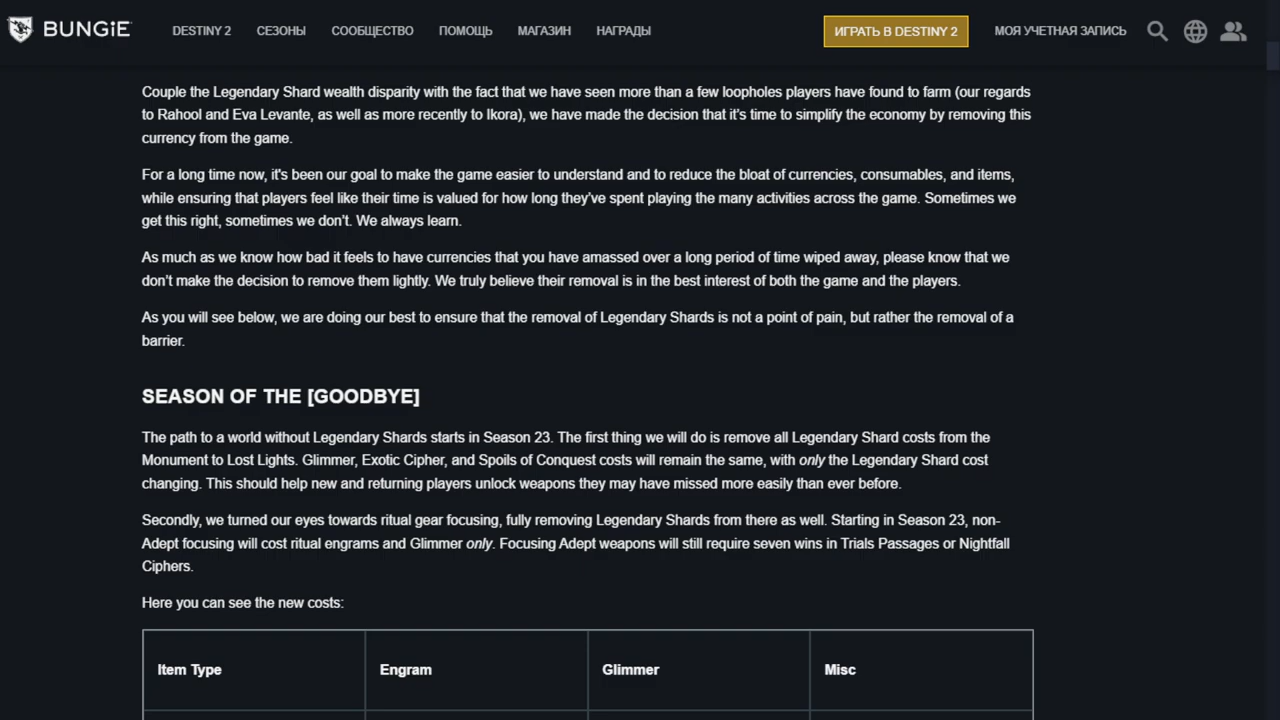 BUNGiE DESTINY 2 СЕЗОНЫ СООБЩЕСТВО ПОМОЩЬ МАГАЗИН НАГРАДЫ ИГРАТЬ В DESTINY 2 МОЯ УЧЕТНАЯ ЗАПИСЬ
Couple the Legendary Shard wealth disparity with the fact that we have seen more than a few loopholes players have found to farm (our regards
to Rahool and Eva Levante, as well as more recently to Ikora), we have made the decision that it's time to simplify the economy by removing this
currency from the game.
For a long time now, it's been our goal to make the game easier to understand and to reduce the bloat of currencies, consumables, and items,
while ensuring that players feel like their time is valued for how long they've spent playing the many activities across the game. Sometimes we
get this right, sometimes we don't. We always learn.
As much as we know how bad it feels to have currencies that you have amassed over a long period of time wiped away, please know that we
don't make the decision to remove them lightly. We truly believe their removal is in the best interest of both the game and the players.
As you will see below, we are doing our best to ensure that the removal of Legendary Shards is not a point of pain, but rather the removal of a
barrier.
SEASON OF THE [GOODBYE]
The path to a world without Legendary Shards starts in Season 23. The first thing we will do is remove all Legendary Shard costs from the
Monument to Lost Lights. Glimmer, Exotic Cipher, and Spoils of Conquest costs will remain the same, with only the Legendary Shard cost
changing. This should help new and returning players unlock weapons they may have missed more easily than ever before.
Secondly, we turned our eyes towards ritual gear focusing, fully removing Legendary Shards from there as well. Starting in Season 23, non-
Adept focusing will cost ritual engrams and Glimmer only. Focusing Adept weapons will still require seven wins in Trials Passages or Nightfall
Ciphers.
Here you can see the new costs:
Item Type Engram Glimmer Misc